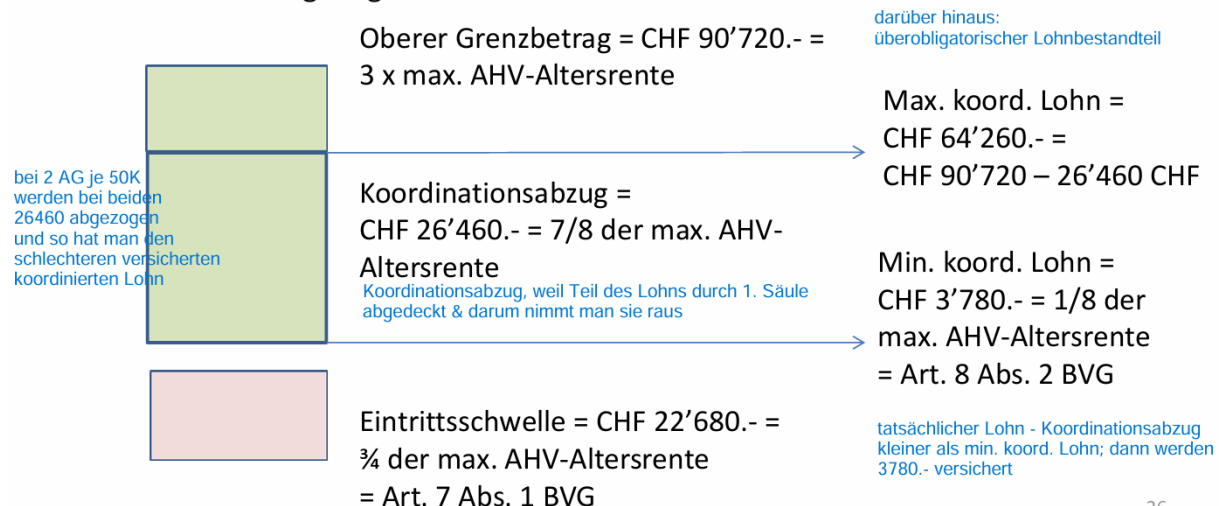 Oberer Grenzbetrag = CHF 90’720.- =
3 x max. AHV-Altersrente
darüber hinaus:
überobligatorischer Lohnbestandteil
Max. koord. Lohn =
CHF 64’260.- =
CHF 90’720 – 26’460 CHF
bei 2 AG je 50K
werden bei beiden
26460 abgezogen
und so hat man den
schlechteren versicherten
koordinierten Lohn
Koordinationsabzug =
CHF 26’460.- = 7/8 der max. AHV-
Altersrente
Koordinationsabzug, weil Teil des Lohns durch 1. Säule
abgedeckt & darum nimmt man sie raus
Min. koord. Lohn =
CHF 3’780.- = 1/8 der
max. AHV-Altersrente
= Art. 8 Abs. 2 BVG
Eintrittsschwelle = CHF 22’680.- =
¾ der max. AHV-Altersrente
= Art. 7 Abs. 1 BVG
tatsächlicher Lohn - Koordinationsabzug
kleiner als min. koord. Lohn; dann werden
3780.- versichert